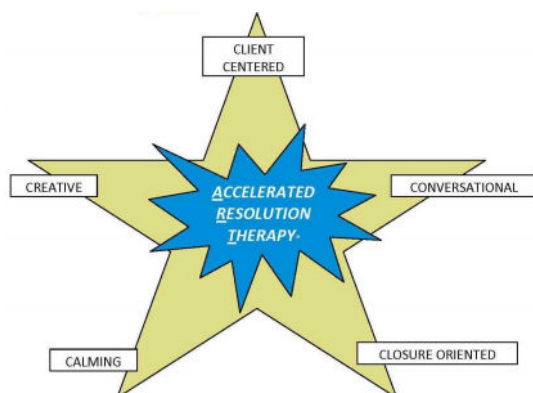 CLIENT
CENTERED
CREATIVE
ACCELERATED
RESOLUTION
THERAPY-
CONVERSATIONAL
CALMING
CLOSURE ORIENTED